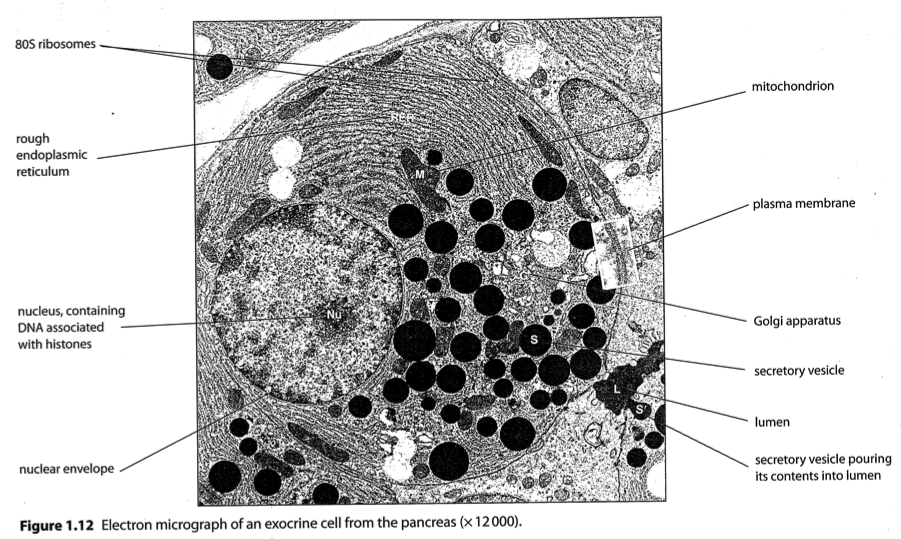 80S ribosomes
rough
endoplasmic
reticulum
nucleus, containing
DNA associated
with histones
nuclear envelope
RER
M
Nu
S
L
S'
mitochondrion
plasma membrane
Golgi apparatus
secretory vesicle
lumen
secretory vesicle pouring
its contents into lumen
Figure 1.12 Electron micrograph of an exocrine cell from the pancreas (× 12 000).